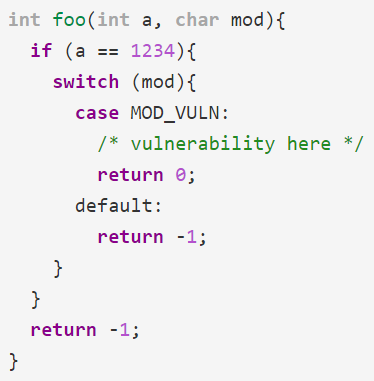 int foo(int a, char mod){
  if (a == 1234){
    switch (mod){
      case MOD_VULN:
        /* vulnerability here */
        return 0;
      default:
        return -1;
    }
  }
  return -1;
}